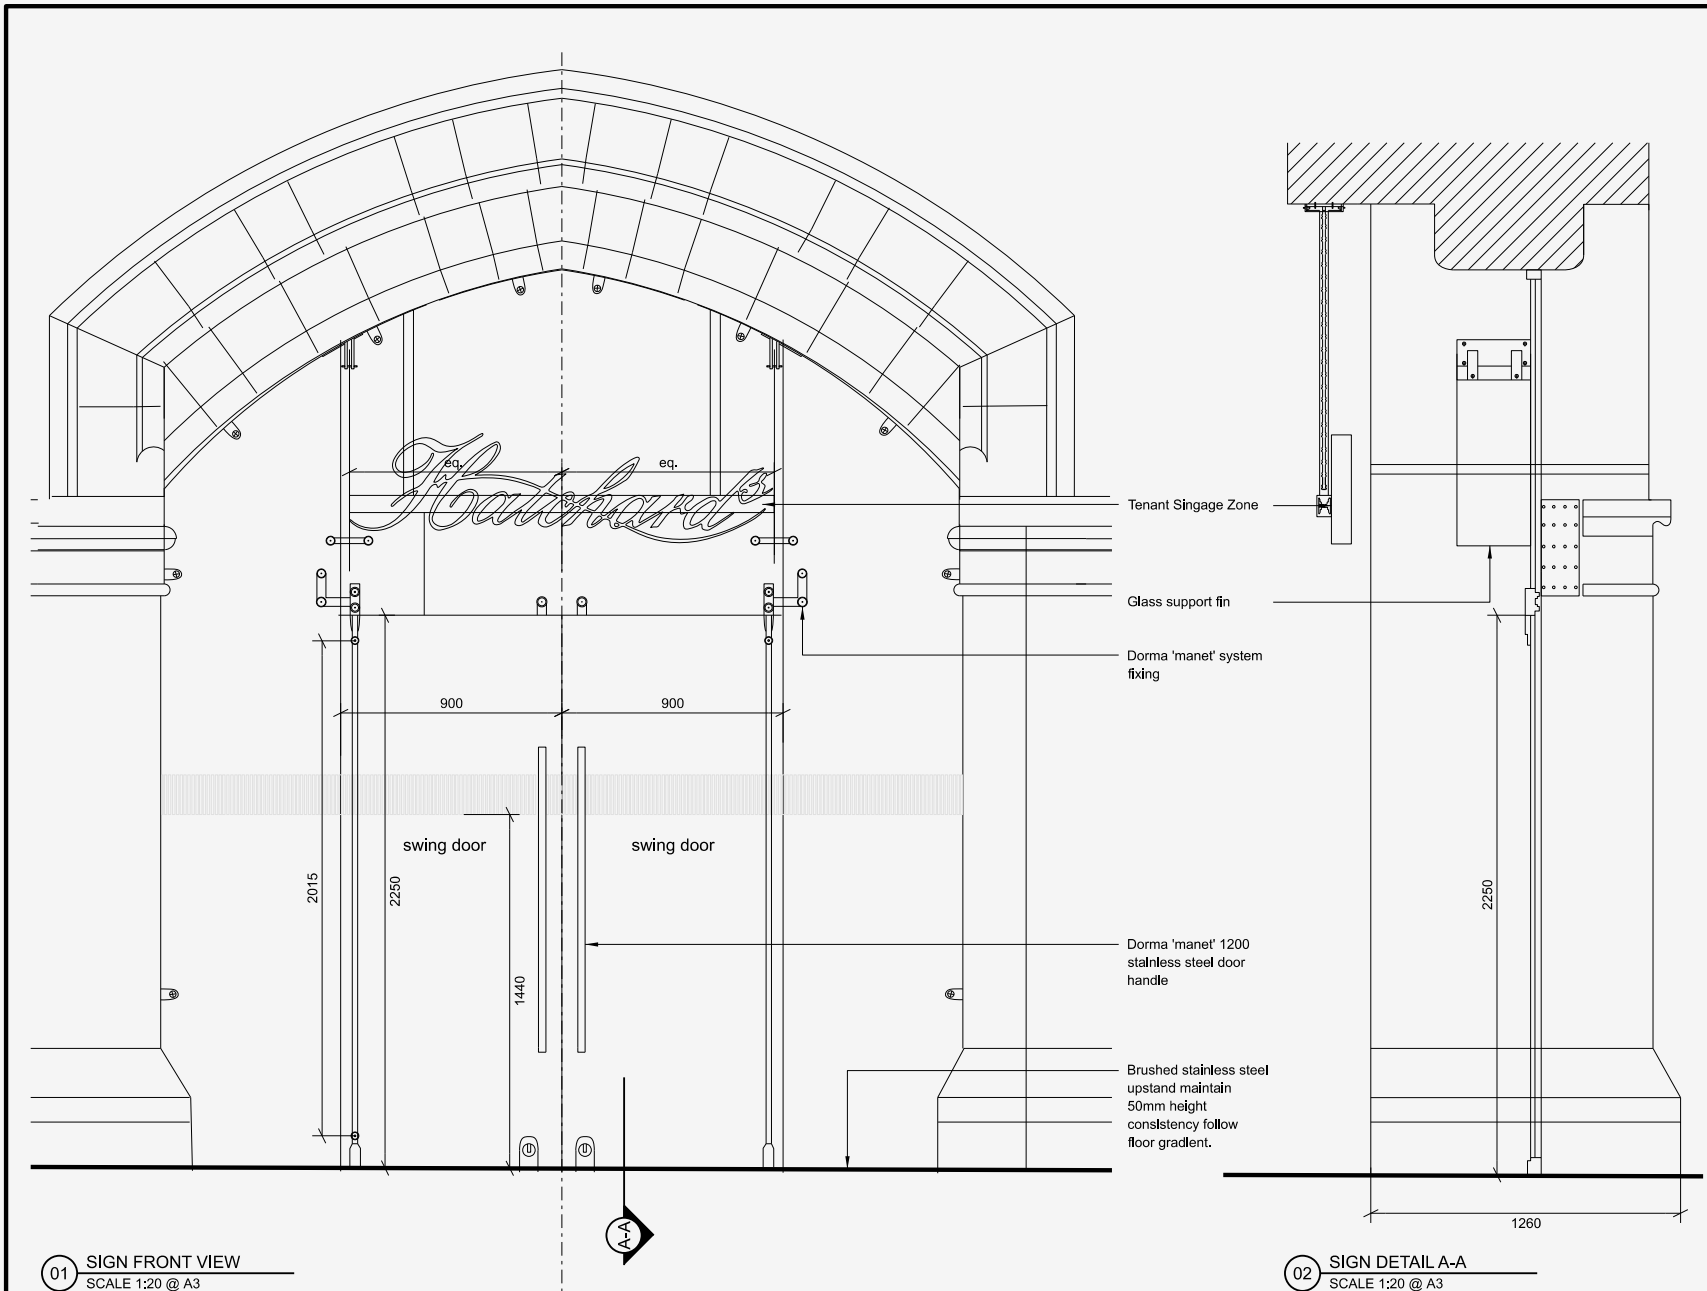 eq.
eq.
Hatchards
Tenant Singage Zone
Glass support fin
Dorma 'manet' system
fixing
900
900
swing door
swing door
2015
2250
1440
2250
Dorma 'manet' 1200
stainless steel door
handle
Brushed stainless steel
upstand maintain
50mm height
consistency follow
floor gradient.
A-A
1260
01
SIGN FRONT VIEW
SCALE 1:20 @ A3
02
SIGN DETAIL A-A
SCALE 1:20 @ A3